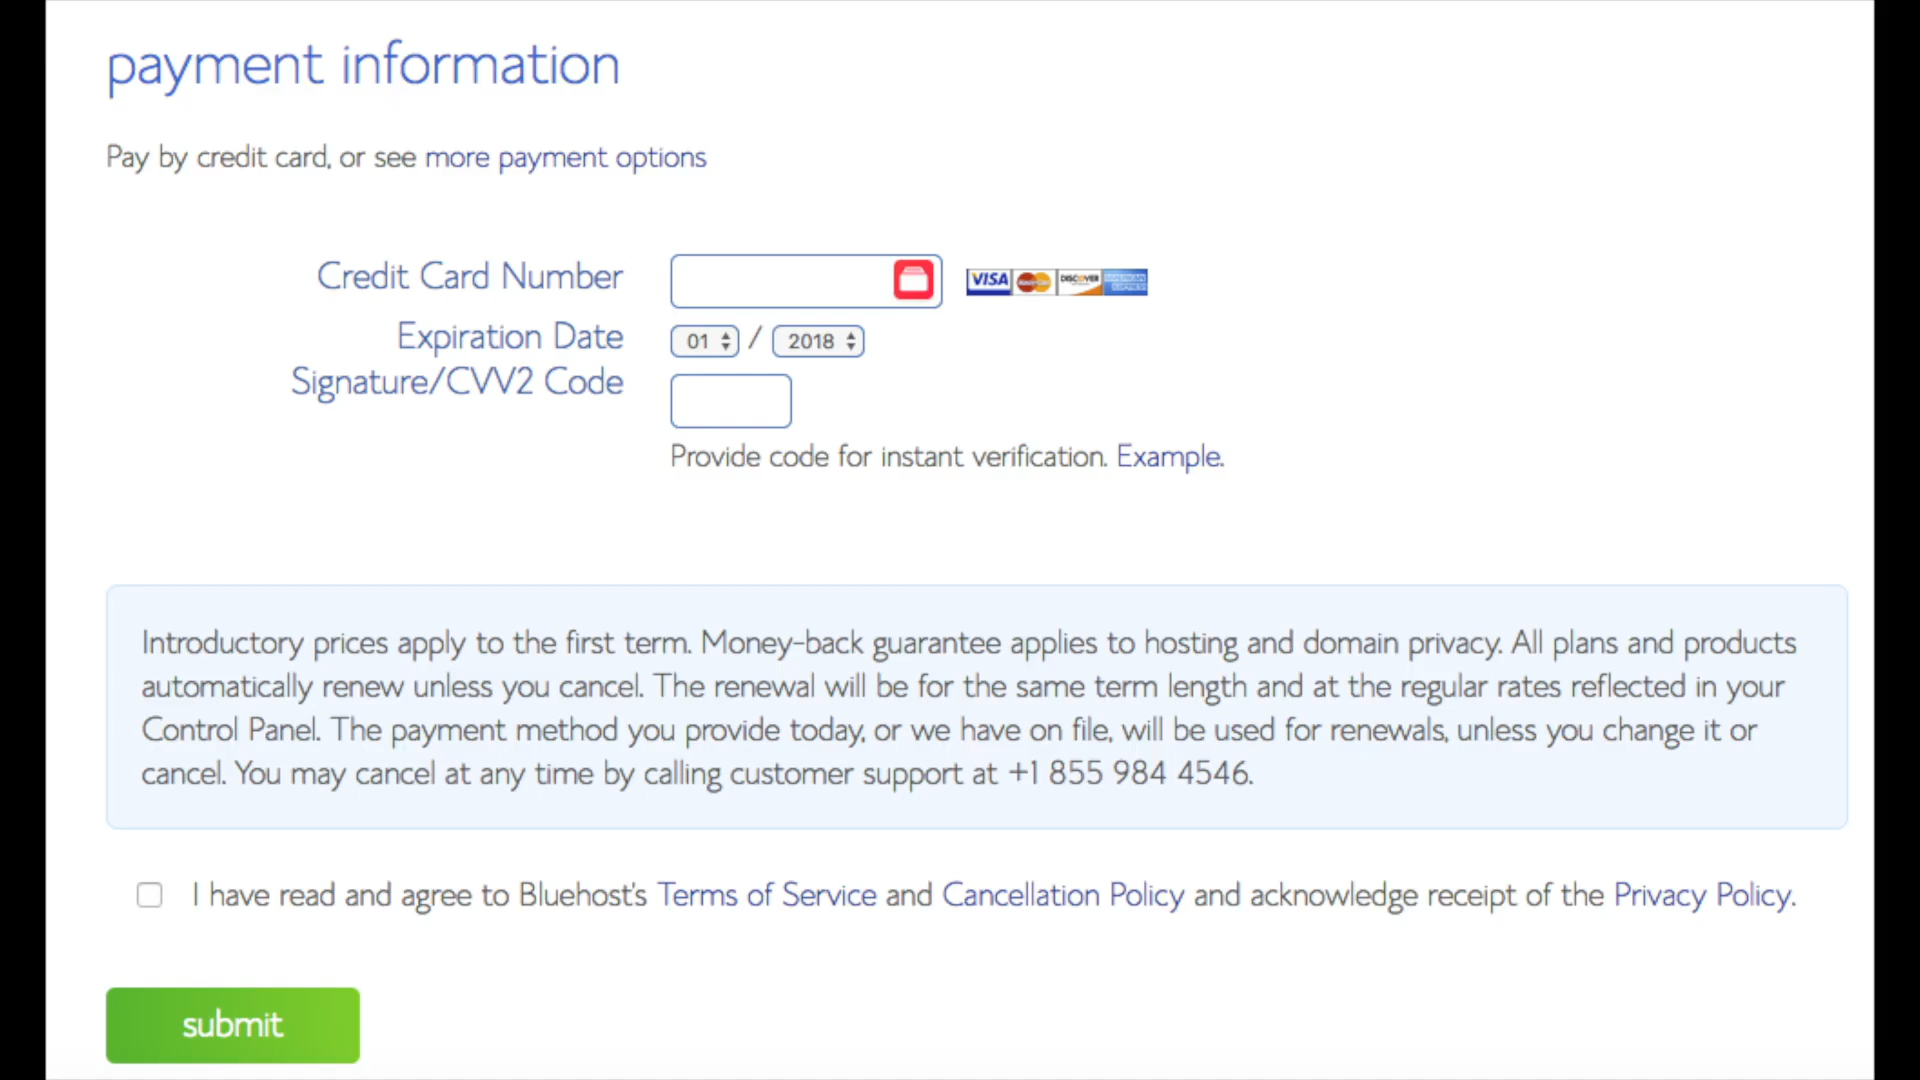 payment information
Pay by credit card, or see more payment options
Credit Card Number
VISA MasterCard DISCOVER AMERICAN EXPRESS
Expiration Date 01 / 2018
Signature/CVV2 Code
Provide code for instant verification. Example.
Introductory prices apply to the first term. Money-back guarantee applies to hosting and domain privacy. All plans and products
automatically renew unless you cancel. The renewal will be for the same term length and at the regular rates reflected in your
Control Panel. The payment method you provide today, or we have on file, will be used for renewals, unless you change it or
cancel. You may cancel at any time by calling customer support at +1 855 984 4546.
I have read and agree to Bluehost's Terms of Service and Cancellation Policy and acknowledge receipt of the Privacy Policy.
submit